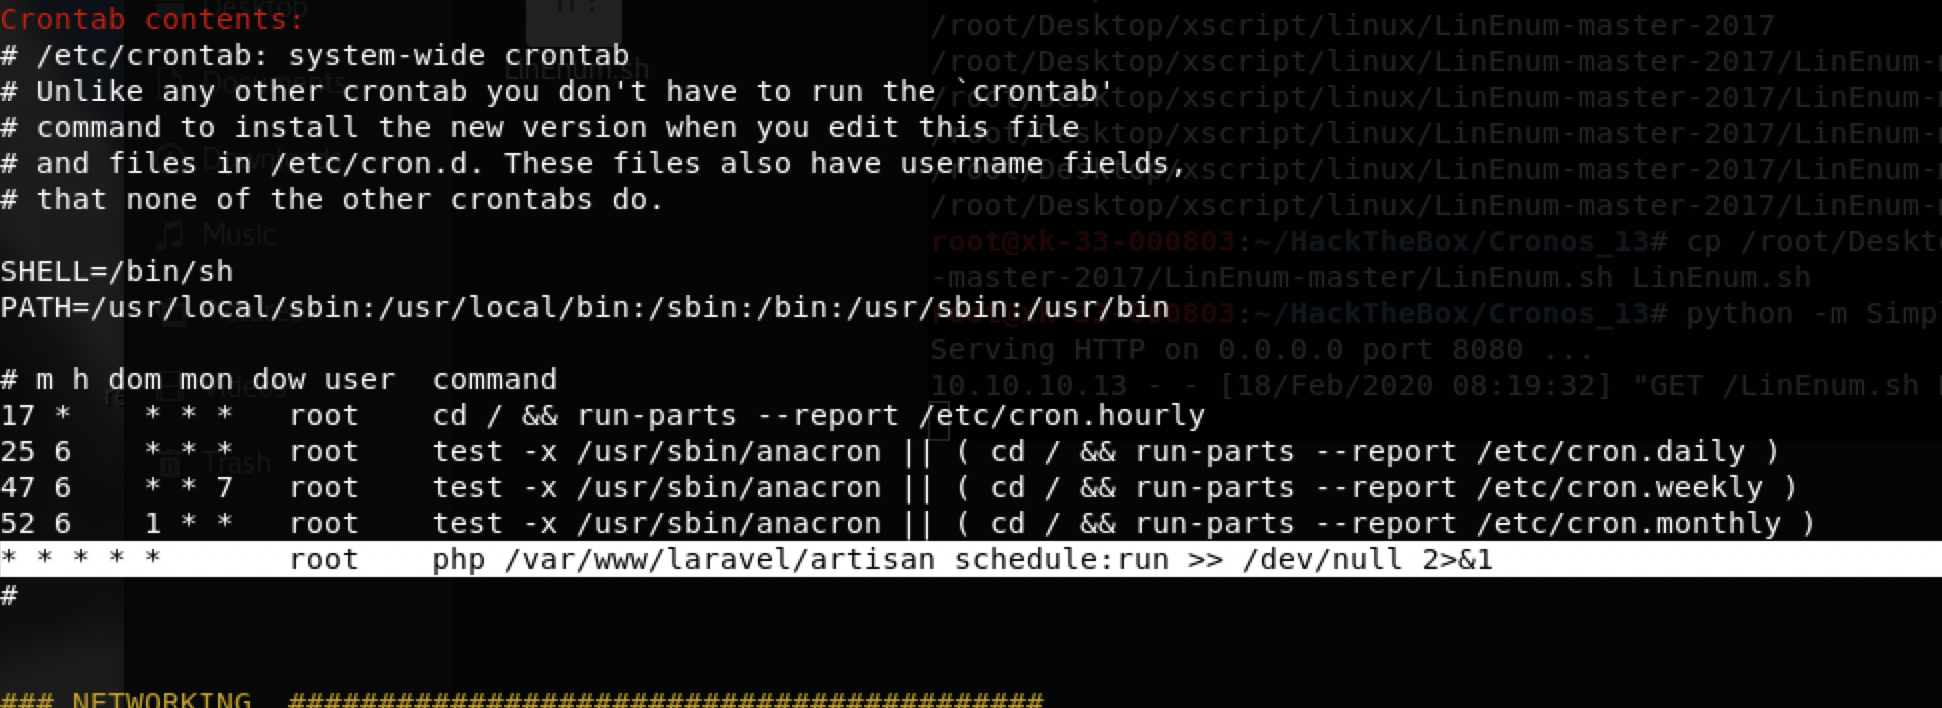 Crontab contents:
# /etc/crontab: system-wide crontab
# Unlike any other crontab you don't have to run the `crontab'
# command to install the new version when you edit this file
# and files in /etc/cron.d. These files also have username fields,
# that none of the other crontabs do.
SHELL=/bin/sh
PATH=/usr/local/sbin:/usr/local/bin:/sbin:/bin:/usr/sbin:/usr/bin
# m h dom mon dow user  command
17 *    * * *   root    cd / && run-parts --report /etc/cron.hourly
25 6    * * *   root    test -x /usr/sbin/anacron || ( cd / && run-parts --report /etc/cron.daily )
47 6    * * 7   root    test -x /usr/sbin/anacron || ( cd / && run-parts --report /etc/cron.weekly )
52 6    1 * *   root    test -x /usr/sbin/anacron || ( cd / && run-parts --report /etc/cron.monthly )
* * * * *       root    php /var/www/laravel/artisan schedule:run >> /dev/null 2>&1
#
### NETWORKING  ##########################################
Desktop
LinEnum.sh
Documents
Downloads
Music
Videos
Trash
/root/Desktop/xscript/linux/LinEnum-master-2017
/root/Desktop/xscript/linux/LinEnum-master-2017/LinEnum-
/root/Desktop/xscript/linux/LinEnum-master-2017/LinEnum-
/root/Desktop/xscript/linux/LinEnum-master-2017/LinEnum-
/root/Desktop/xscript/linux/LinEnum-master-2017/LinEnum-
/root/Desktop/xscript/linux/LinEnum-master-2017/LinEnum-
root@xk-33-000803:~/HackTheBox/Cronos_13# cp /root/Deskt
-master-2017/LinEnum-master/LinEnum.sh LinEnum.sh
root@xk-33-000803:~/HackTheBox/Cronos_13# python -m Simp
Serving HTTP on 0.0.0.0 port 8080 ...
10.10.10.13 - - [18/Feb/2020 08:19:32] "GET /LinEnum.sh